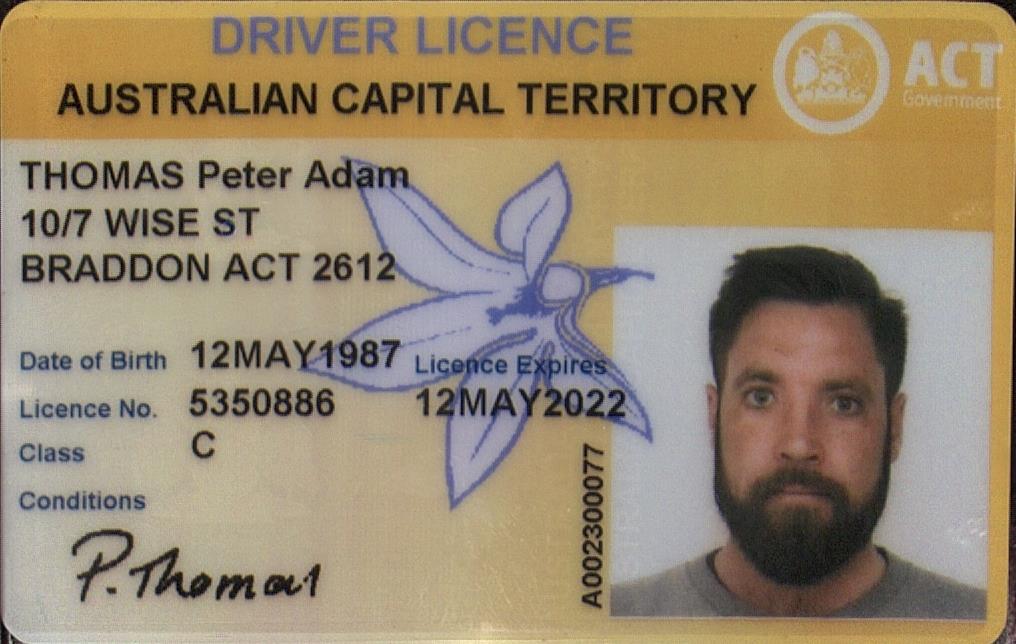 DRIVER LICENCE
AUSTRALIAN CAPITAL TERRITORY
ACT
Government
THOMAS Peter Adam
10/7 WISE ST
BRADDON ACT 2612
Date of Birth 12MAY1987 Licence Expires
Licence No. 5350886 12MAY2022
Class C
Conditions
A002300077
P. Thomas